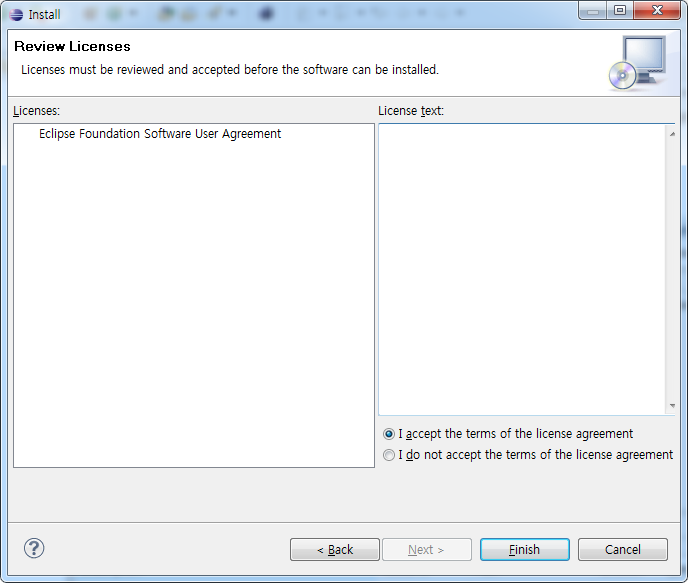 Install
Review Licenses
Licenses must be reviewed and accepted before the software can be installed.
Licenses:
License text:
Eclipse Foundation Software User Agreement
I accept the terms of the license agreement
I do not accept the terms of the license agreement
?
< Back
Next >
Finish
Cancel